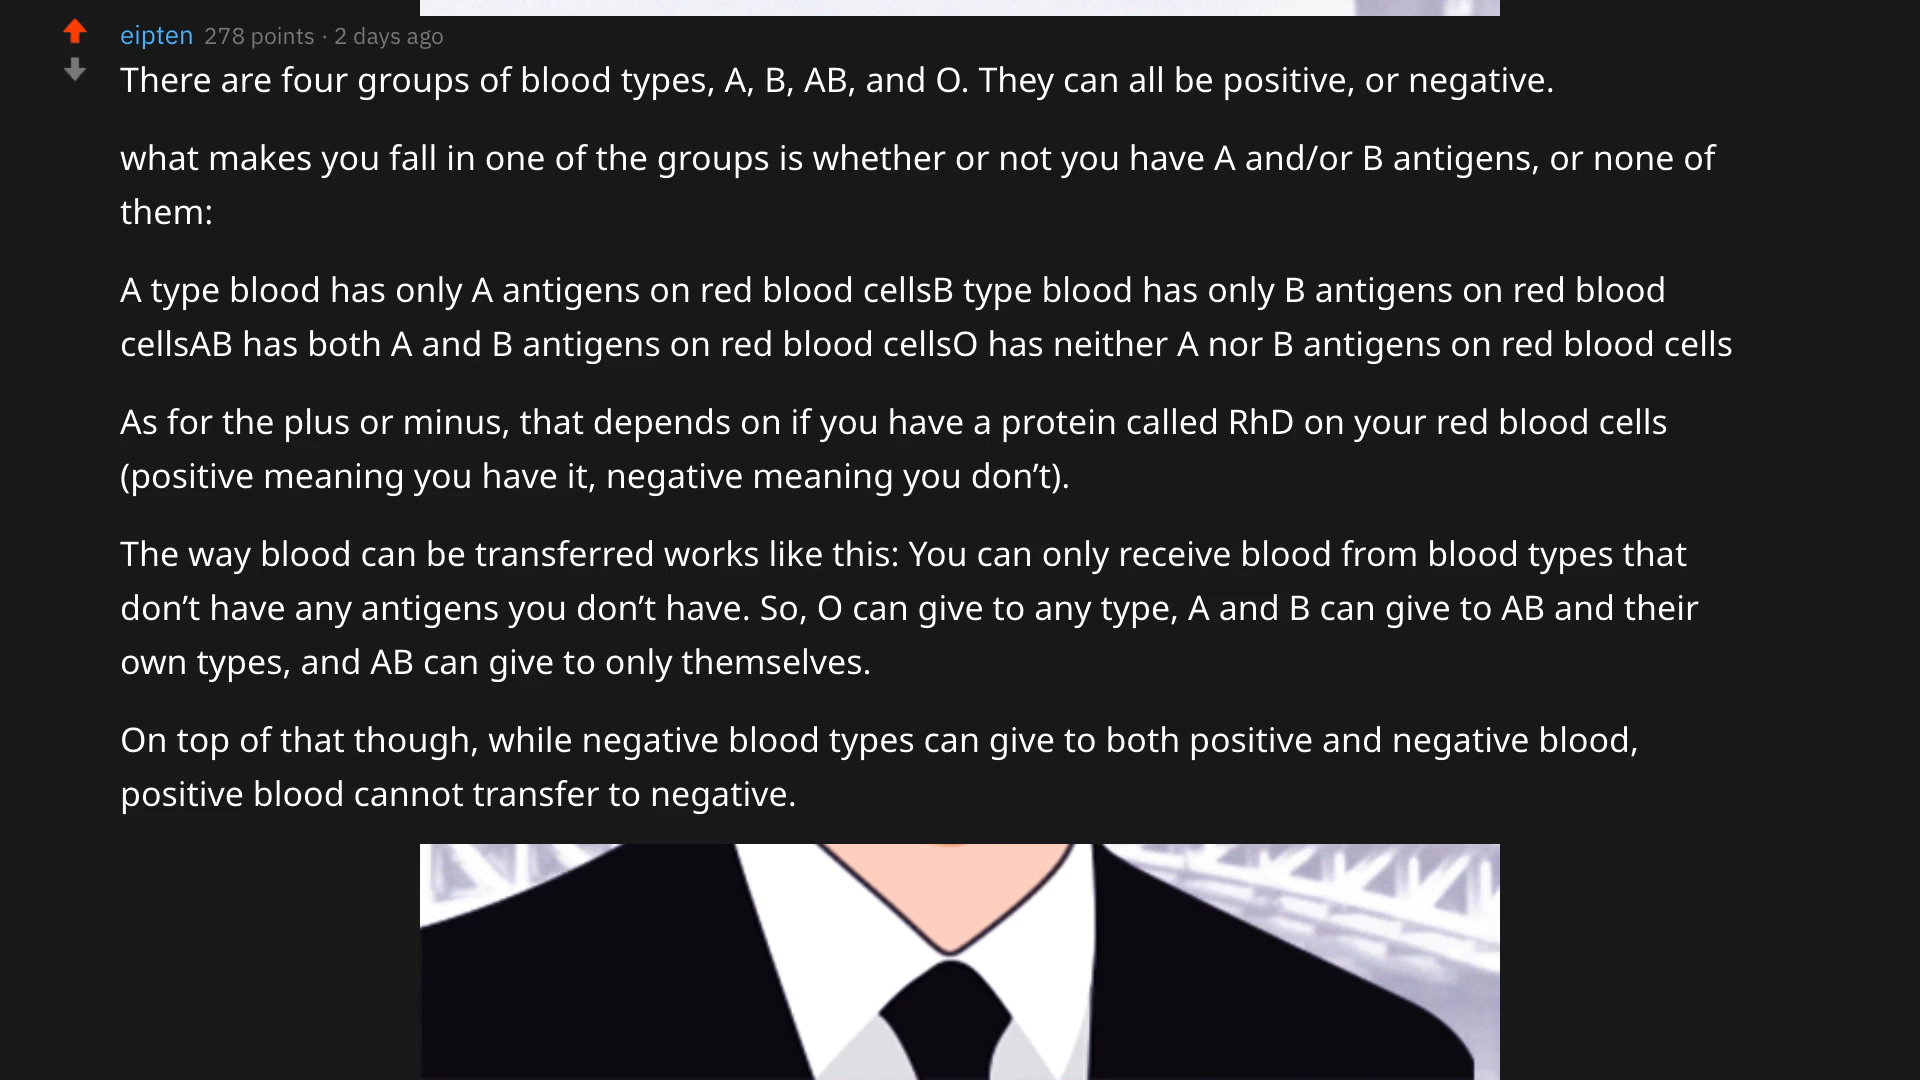 eipten 278 points · 2 days ago
There are four groups of blood types, A, B, AB, and O. They can all be positive, or negative.
what makes you fall in one of the groups is whether or not you have A and/or B antigens, or none of
them:
A type blood has only A antigens on red blood cellsB type blood has only B antigens on red blood
cellsAB has both A and B antigens on red blood cellsO has neither A nor B antigens on red blood cells
As for the plus or minus, that depends on if you have a protein called RhD on your red blood cells
(positive meaning you have it, negative meaning you don’t).
The way blood can be transferred works like this: You can only receive blood from blood types that
don’t have any antigens you don’t have. So, O can give to any type, A and B can give to AB and their
own types, and AB can give to only themselves.
On top of that though, while negative blood types can give to both positive and negative blood,
positive blood cannot transfer to negative.